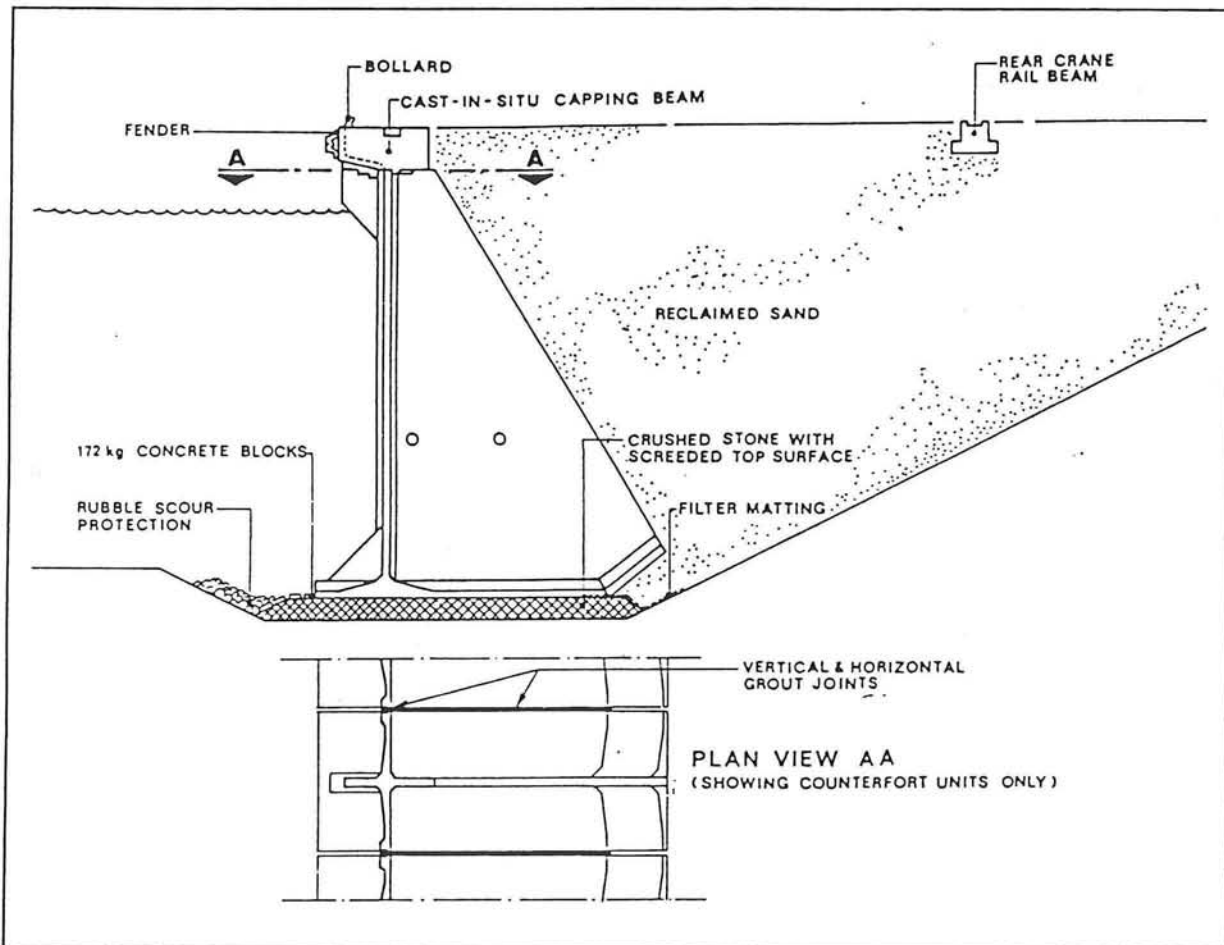 BOLLARD
CAST-IN-SITU CAPPING BEAM
REAR CRANE
RAIL BEAM
FENDER
A
A
RECLAIMED SAND
172 kg CONCRETE BLOCKS
CRUSHED STONE WITH
SCREEDED TOP SURFACE
RUBBLE SCOUR
PROTECTION
FILTER MATTING
VERTICAL & HORIZONTAL
GROUT JOINTS
PLAN VIEW AA
(SHOWING COUNTERFORT UNITS ONLY)